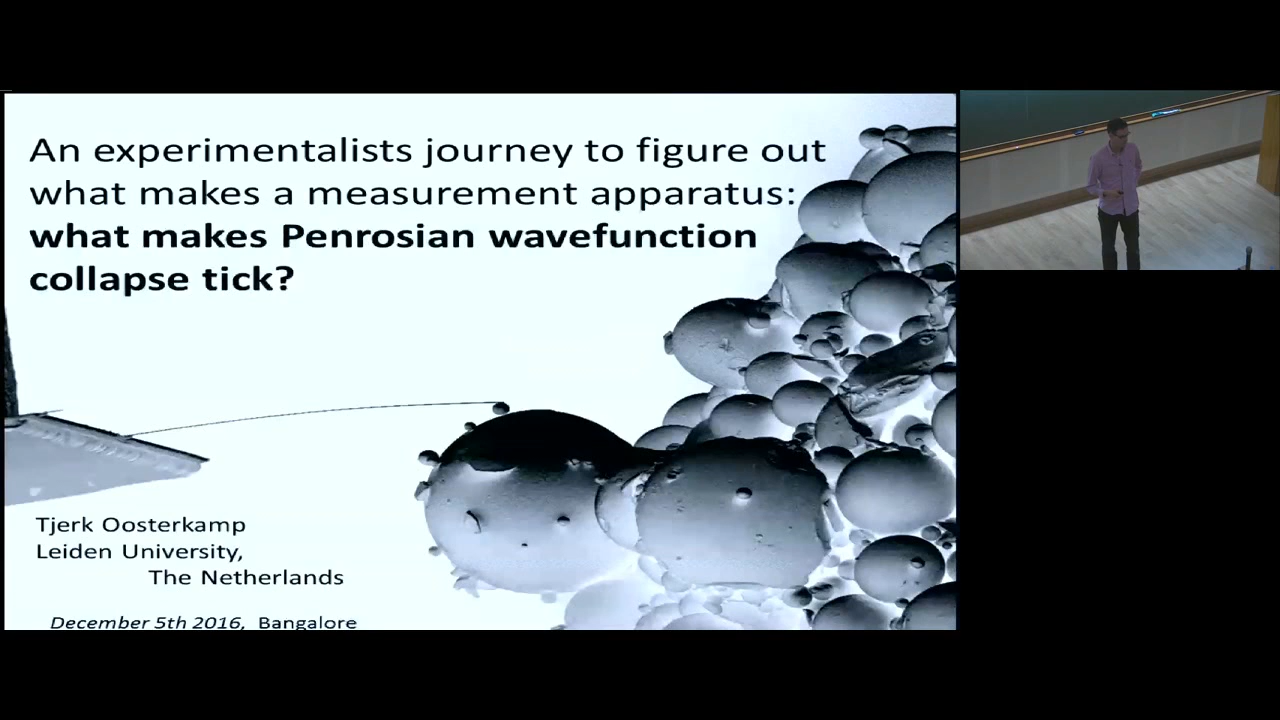 An experimentalists journey to figure out
what makes a measurement apparatus:
what makes Penrosian wavefunction
collapse tick?
Tjerk Oosterkamp
Leiden University,
The Netherlands
December 5th 2016, Bangalore